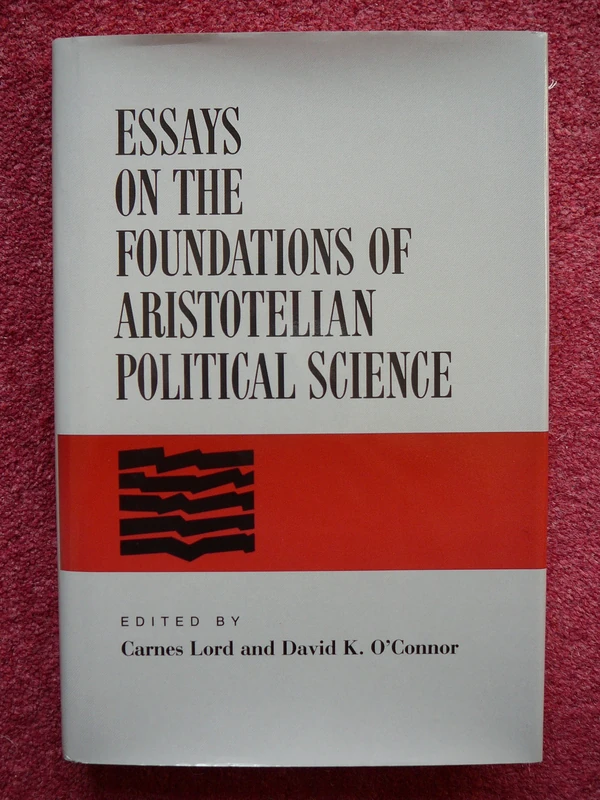 ESSAYS
ON THE
FOUNDATIONS OF
ARISTOTELIAN
POLITICAL SCIENCE
EDITED BY
Carnes Lord and David K. O'Connor